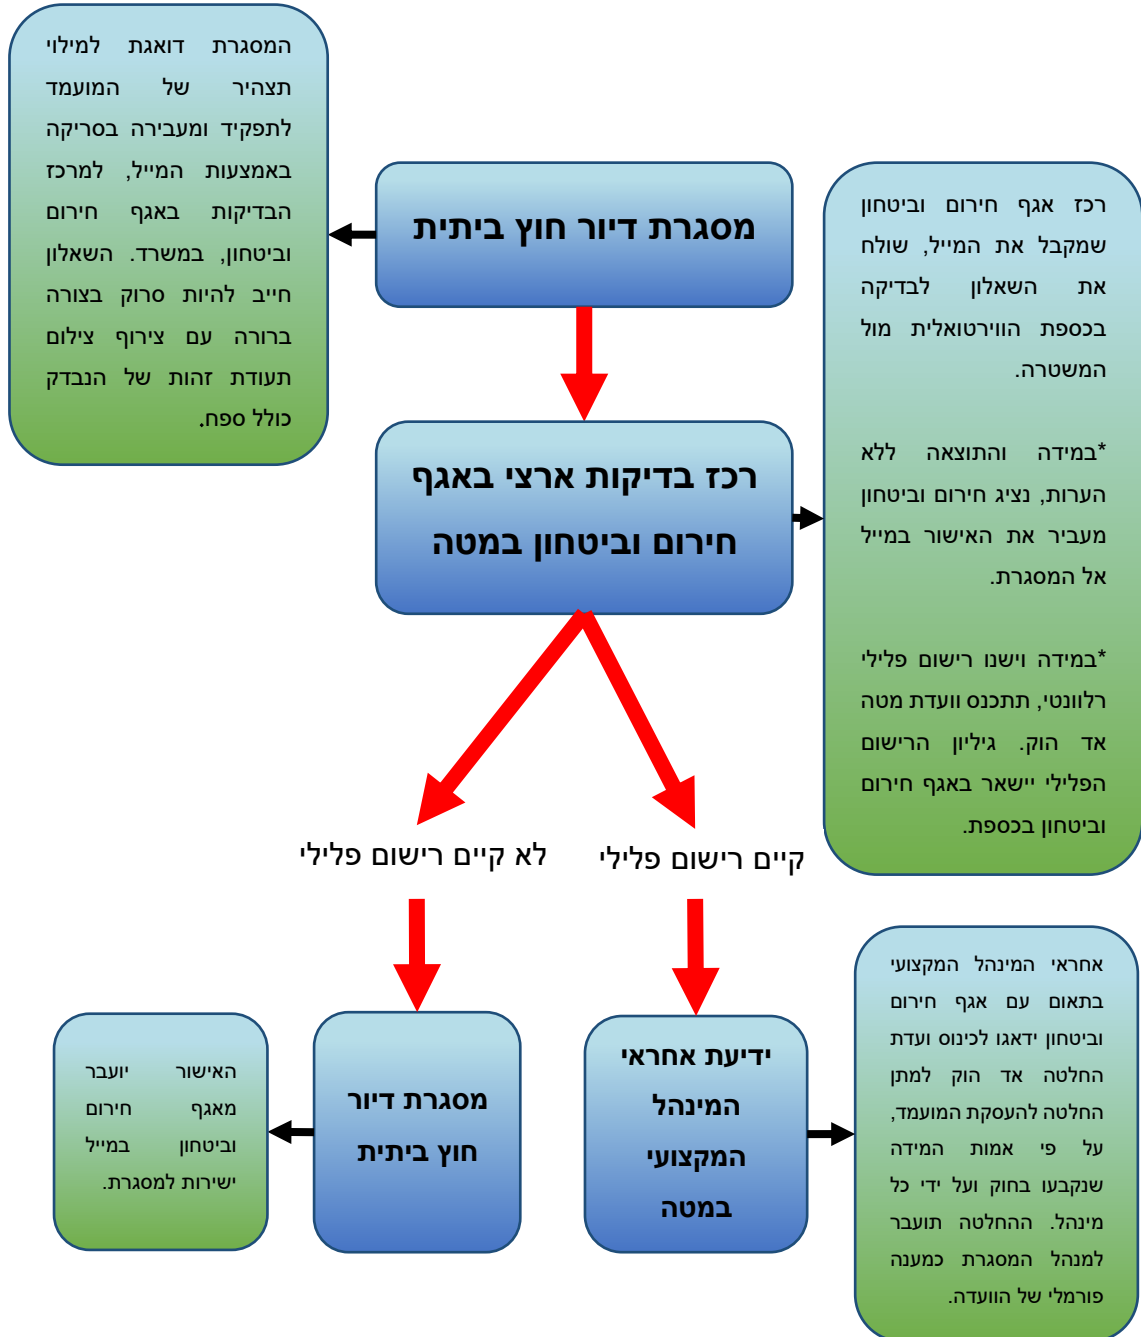 המסגרת דואגת למילוי
תצהיר של המועמד
לתפקיד ומעבירה בסריקה
באמצעות המייל, למרכז
הבדיקות באגף חירום
וביטחון, במשרד. השאלון
חייב להיות סרוק בצורה
ברורה עם צירוף צילום
תעודת זהות של הנבדק
כולל ספח.
מסגרת דיור חוץ ביתית
רכז אגף חירום וביטחון
שמקבל את המייל, שולח
את השאלון לבדיקה
בכספת הווירטואלית מול
המשטרה.
*במידה והתוצאה ללא
הערות, נציג חירום וביטחון
מעביר את האישור במייל
אל המסגרת.
*במידה וישנו רישום פלילי
רלוונטי, תתכנס וועדת מטה
אד הוק. גיליון הרישום
הפלילי יישאר באגף חירום
וביטחון בכספת.
רכז בדיקות ארצי באגף
חירום וביטחון במטה
קיים רישום פלילי
לא קיים רישום פלילי
אחראי המינהל המקצועי
בתאום עם אגף חירום
וביטחון ידאגו לכינוס ועדת
החלטה אד הוק למתן
החלטה להעסקת המועמד,
על פי אמות המידה
שנקבעו בחוק ועל ידי כל
מינהל. ההחלטה תועבר
למנהל המסגרת כמענה
פורמלי של הוועדה.
ידיעת אחראי
המינהל
המקצועי
במטה
מסגרת דיור
חוץ ביתית
האישור יועבר
מאגף חירום
וביטחון במייל
ישירות למסגרת.